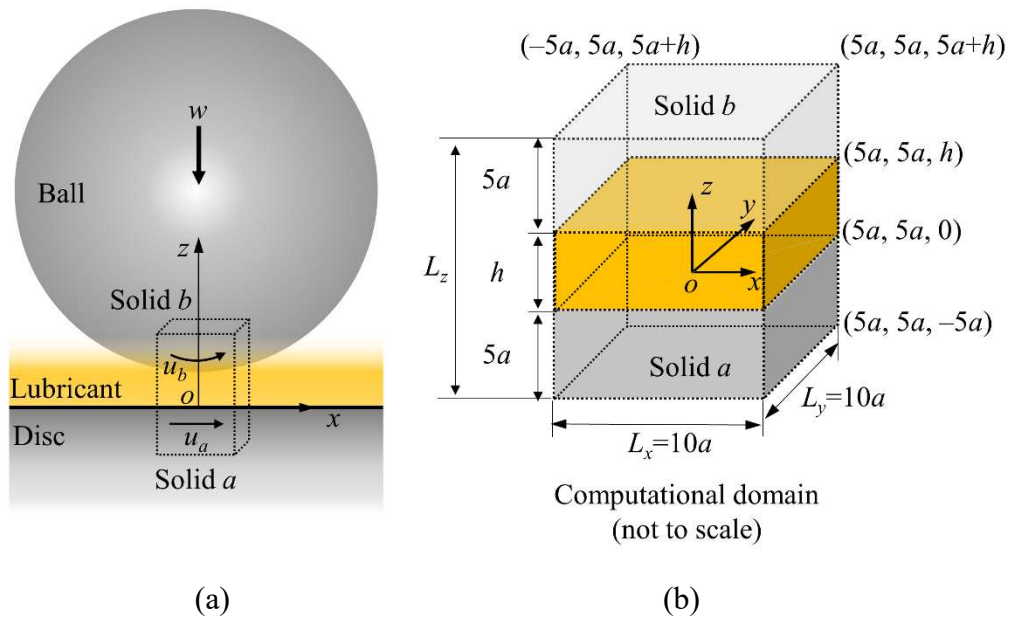 w
Ball
z
Solid b
u_b
Lubricant
o
x
Disc
u_a
Solid a
(a)
(–5a, 5a, 5a+h)
(5a, 5a, 5a+h)
Solid b
(5a, 5a, h)
5a
z
y
(5a, 5a, 0)
L_z
h
o
x
5a
(5a, 5a, –5a)
Solid a
L_y=10a
L_x=10a
Computational domain
(not to scale)
(b)